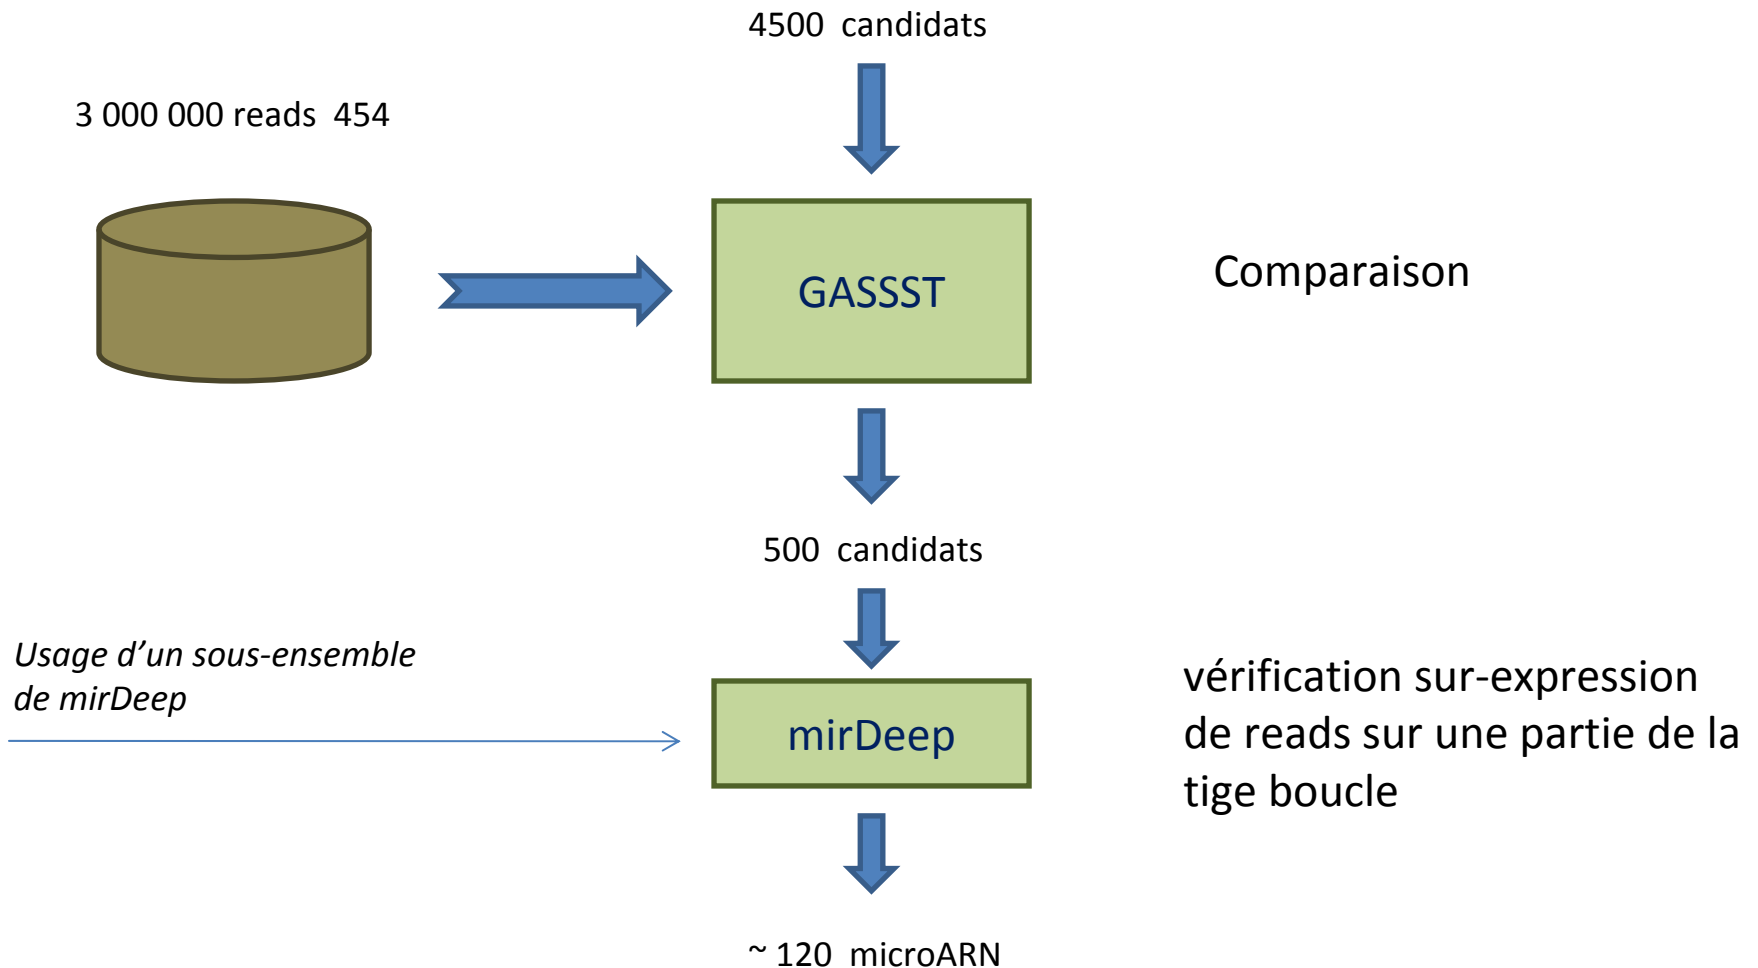 4500 candidats
3 000 000 reads 454
GASSST
Comparaison
500 candidats
Usage d’un sous-ensemble
de mirDeep
mirDeep
vérification sur-expression
de reads sur une partie de la
tige boucle
~ 120 microARN